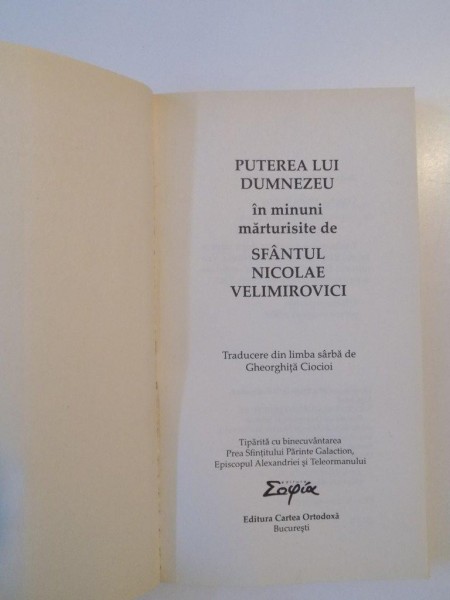 PUTEREA LUI
DUMNEZEU
în minuni
mărturisite de
SFÂNTUL
NICOLAE
VELIMIROVICI
Traducere din limba sârbă de
Gheorghiță Ciocioi
Tipărită cu binecuvântarea
Prea Sfințitului Părinte Galaction,
Episcopul Alexandriei și Teleormanului
Σοφία
Editura Cartea Ortodoxă
București